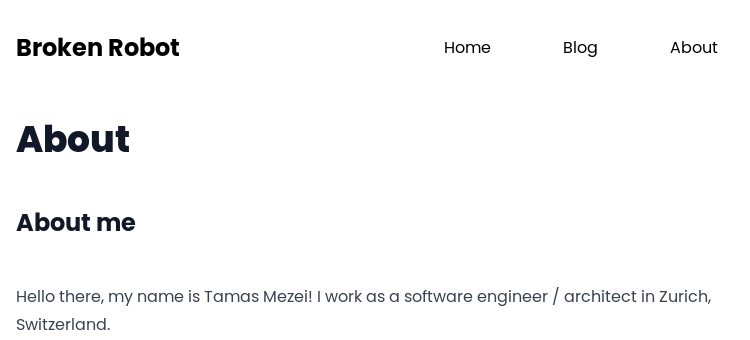 Broken Robot
Home Blog About
About
About me
Hello there, my name is Tamas Mezei! I work as a software engineer / architect in Zurich,
Switzerland.